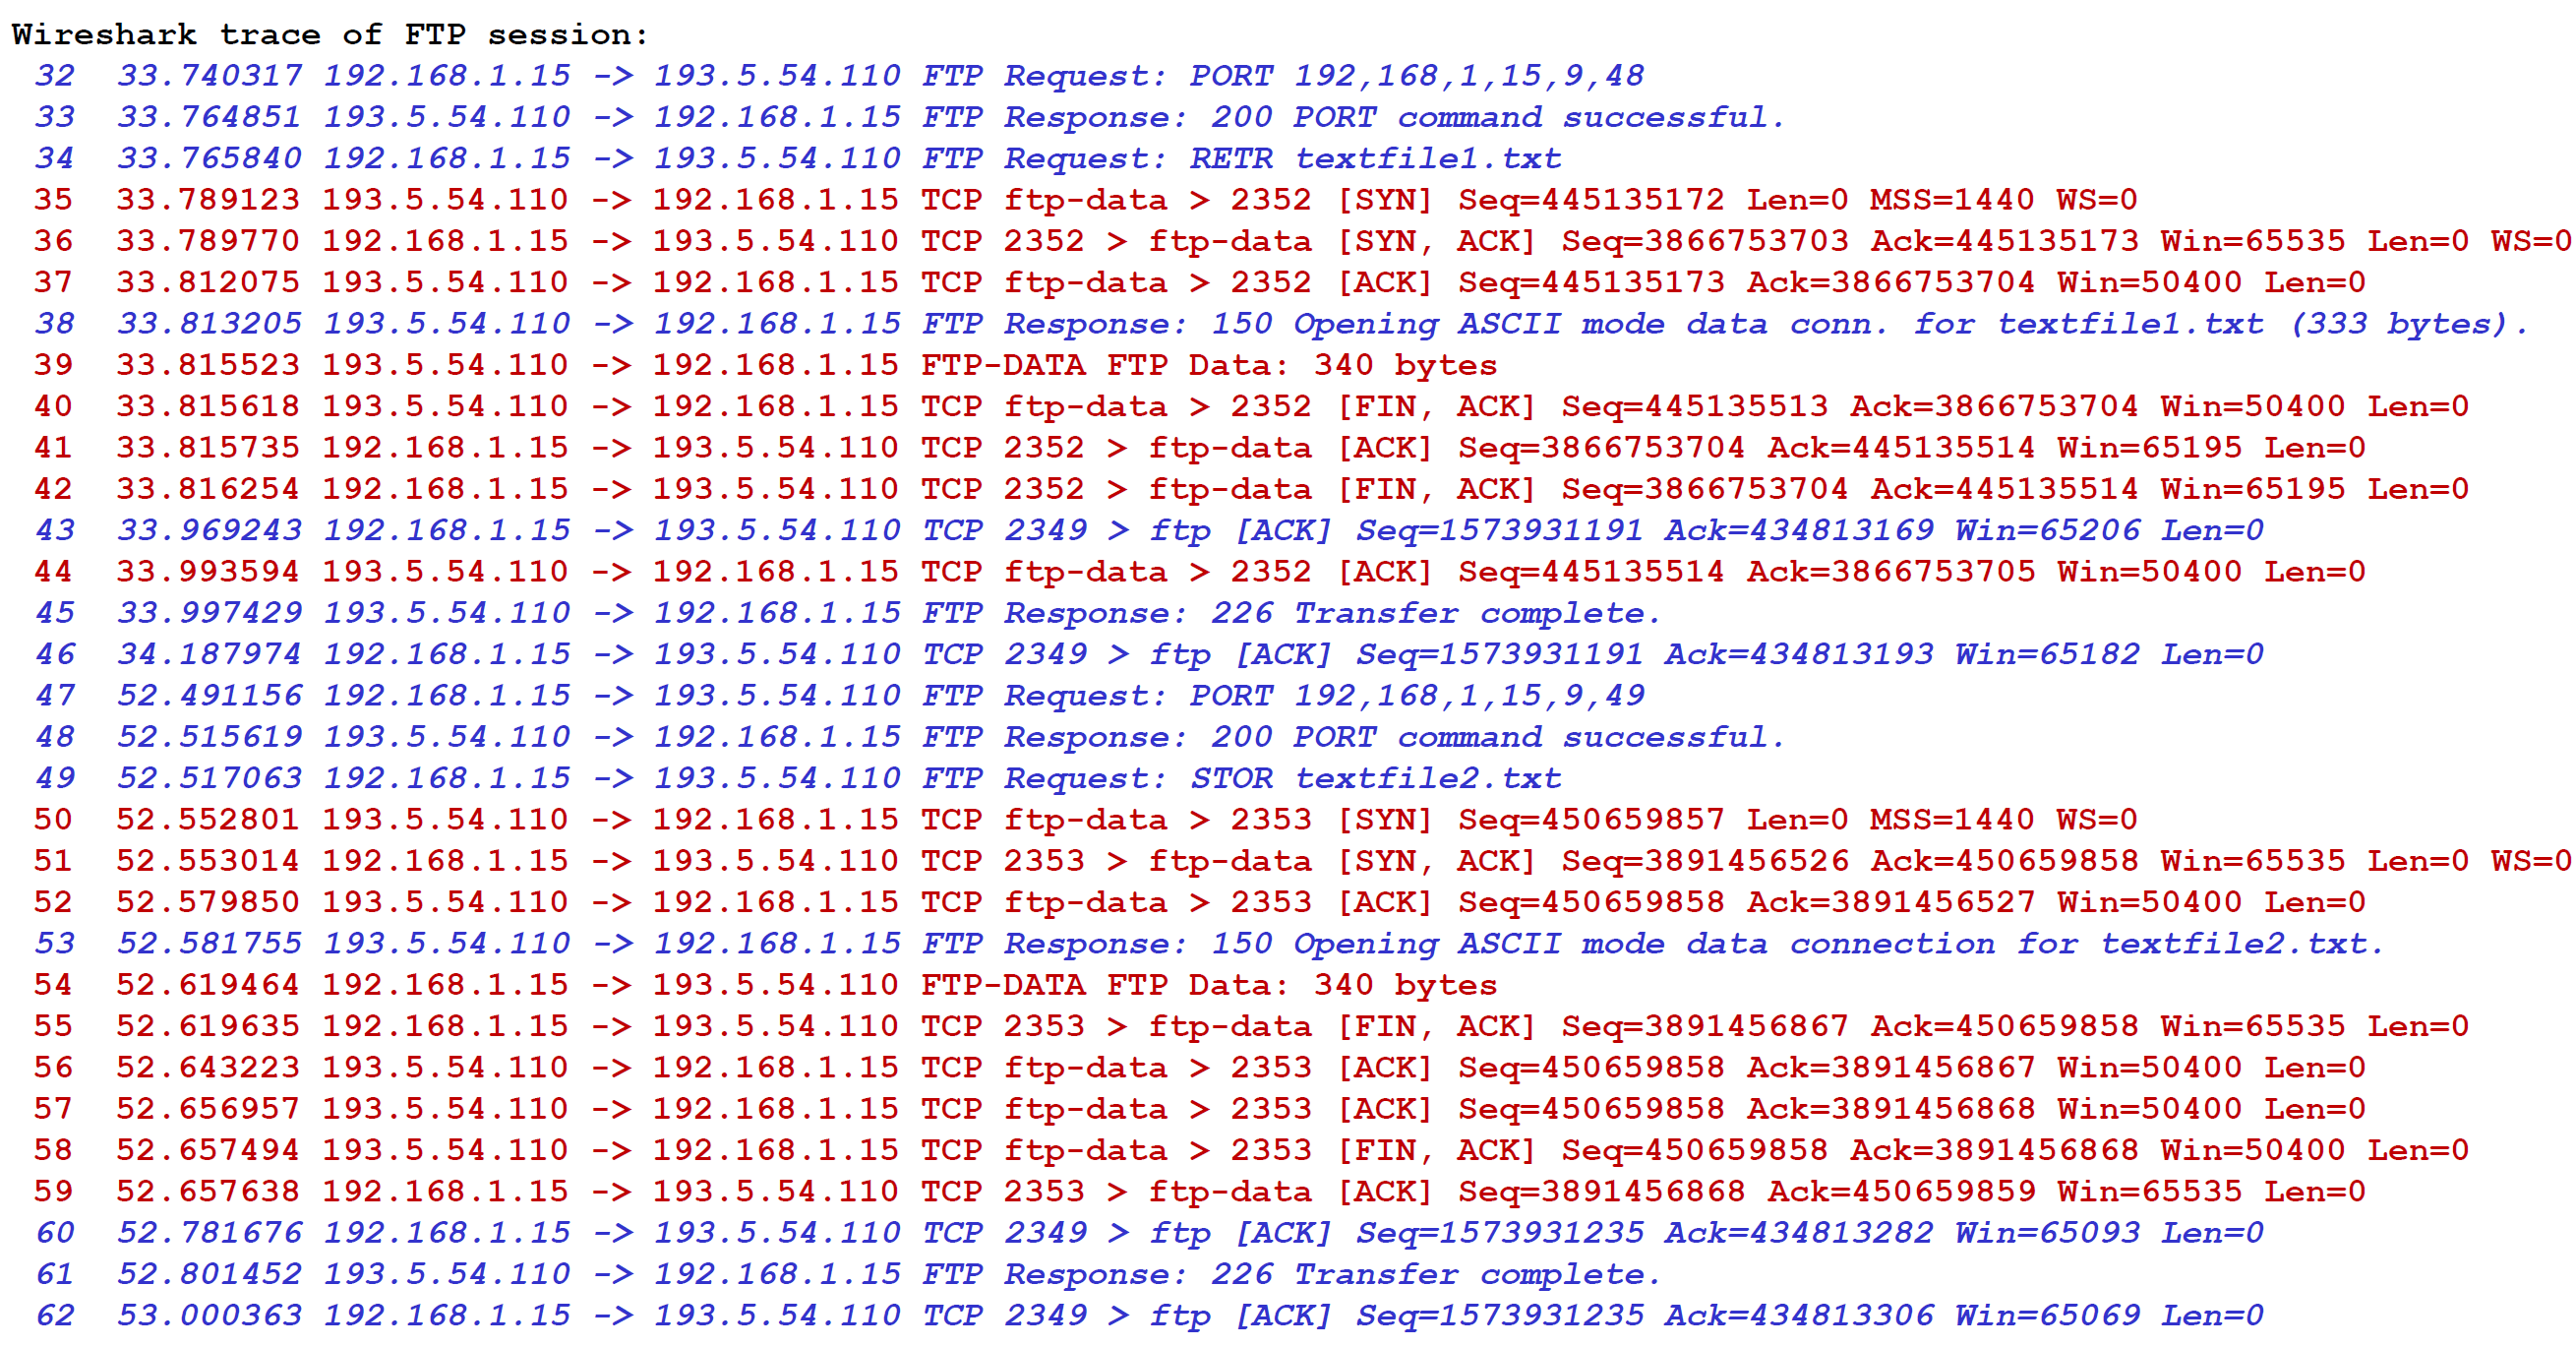 Wireshark trace of FTP session:
32 33.740317 192.168.1.15 -> 193.5.54.110 FTP Request: PORT 192,168,1,15,9,48
33 33.764851 193.5.54.110 -> 192.168.1.15 FTP Response: 200 PORT command successful.
34 33.765840 192.168.1.15 -> 193.5.54.110 FTP Request: RETR textfile1.txt
35 33.789123 193.5.54.110 -> 192.168.1.15 TCP ftp-data > 2352 [SYN] Seq=445135172 Len=0 MSS=1440 WS=0
36 33.789770 192.168.1.15 -> 193.5.54.110 TCP 2352 > ftp-data [SYN, ACK] Seq=3866753703 Ack=445135173 Win=65535 Len=0 WS=0
37 33.812075 193.5.54.110 -> 192.168.1.15 TCP ftp-data > 2352 [ACK] Seq=445135173 Ack=3866753704 Win=50400 Len=0
38 33.813205 193.5.54.110 -> 192.168.1.15 FTP Response: 150 Opening ASCII mode data conn. for textfile1.txt (333 bytes).
39 33.815523 193.5.54.110 -> 192.168.1.15 FTP-DATA FTP Data: 340 bytes
40 33.815618 193.5.54.110 -> 192.168.1.15 TCP ftp-data > 2352 [FIN, ACK] Seq=445135513 Ack=3866753704 Win=50400 Len=0
41 33.815735 192.168.1.15 -> 193.5.54.110 TCP 2352 > ftp-data [ACK] Seq=3866753704 Ack=445135514 Win=65195 Len=0
42 33.816254 192.168.1.15 -> 193.5.54.110 TCP 2352 > ftp-data [FIN, ACK] Seq=3866753704 Ack=445135514 Win=65195 Len=0
43 33.969243 192.168.1.15 -> 193.5.54.110 TCP 2349 > ftp [ACK] Seq=1573931191 Ack=434813169 Win=65206 Len=0
44 33.993594 193.5.54.110 -> 192.168.1.15 TCP ftp-data > 2352 [ACK] Seq=445135514 Ack=3866753705 Win=50400 Len=0
45 33.997429 193.5.54.110 -> 192.168.1.15 FTP Response: 226 Transfer complete.
46 34.187974 192.168.1.15 -> 193.5.54.110 TCP 2349 > ftp [ACK] Seq=1573931191 Ack=434813193 Win=65182 Len=0
47 52.491156 192.168.1.15 -> 193.5.54.110 FTP Request: PORT 192,168,1,15,9,49
48 52.515619 193.5.54.110 -> 192.168.1.15 FTP Response: 200 PORT command successful.
49 52.517063 192.168.1.15 -> 193.5.54.110 FTP Request: STOR textfile2.txt
50 52.552801 193.5.54.110 -> 192.168.1.15 TCP ftp-data > 2353 [SYN] Seq=450659857 Len=0 MSS=1440 WS=0
51 52.553014 192.168.1.15 -> 193.5.54.110 TCP 2353 > ftp-data [SYN, ACK] Seq=3891456526 Ack=450659858 Win=65535 Len=0 WS=0
52 52.579850 193.5.54.110 -> 192.168.1.15 TCP ftp-data > 2353 [ACK] Seq=450659858 Ack=3891456527 Win=50400 Len=0
53 52.581755 193.5.54.110 -> 192.168.1.15 FTP Response: 150 Opening ASCII mode data connection for textfile2.txt.
54 52.619464 192.168.1.15 -> 193.5.54.110 FTP-DATA FTP Data: 340 bytes
55 52.619635 192.168.1.15 -> 193.5.54.110 TCP 2353 > ftp-data [FIN, ACK] Seq=3891456867 Ack=450659858 Win=65535 Len=0
56 52.643223 193.5.54.110 -> 192.168.1.15 TCP ftp-data > 2353 [ACK] Seq=450659858 Ack=3891456867 Win=50400 Len=0
57 52.656957 193.5.54.110 -> 192.168.1.15 TCP ftp-data > 2353 [ACK] Seq=450659858 Ack=3891456868 Win=50400 Len=0
58 52.657494 193.5.54.110 -> 192.168.1.15 TCP ftp-data > 2353 [FIN, ACK] Seq=450659858 Ack=3891456868 Win=50400 Len=0
59 52.657638 192.168.1.15 -> 193.5.54.110 TCP 2353 > ftp-data [ACK] Seq=3891456868 Ack=450659859 Win=65535 Len=0
60 52.781676 192.168.1.15 -> 193.5.54.110 TCP 2349 > ftp [ACK] Seq=1573931235 Ack=434813282 Win=65093 Len=0
61 52.801452 193.5.54.110 -> 192.168.1.15 FTP Response: 226 Transfer complete.
62 53.000363 192.168.1.15 -> 193.5.54.110 TCP 2349 > ftp [ACK] Seq=1573931235 Ack=434813306 Win=65069 Len=0